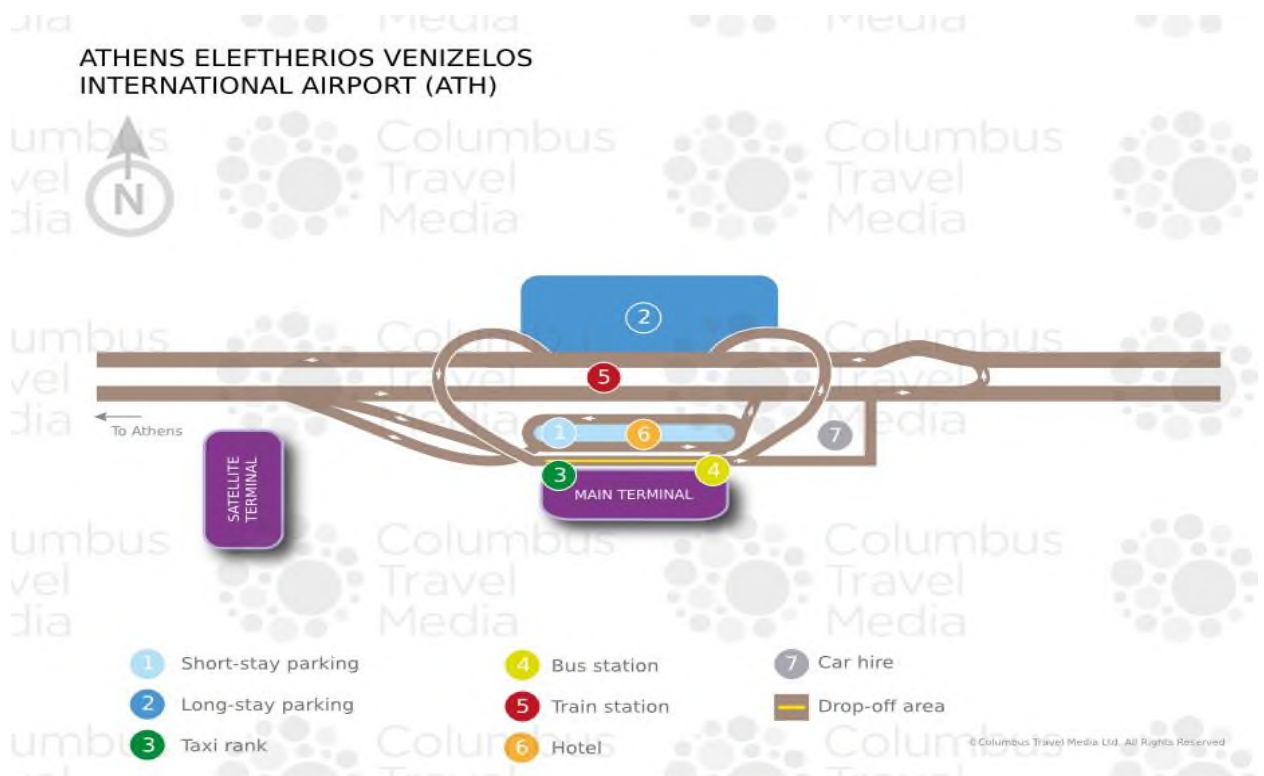 ATHENS ELEFTHERIOS VENIZELOS
INTERNATIONAL AIRPORT (ATH)
N
2
5
To Athens
1
6
7
3
4
SATELLITE
TERMINAL
MAIN TERMINAL
1 Short-stay parking
2 Long-stay parking
3 Taxi rank
4 Bus station
5 Train station
6 Hotel
7 Car hire
Drop-off area
©Columbus Travel Media Ltd. All Rights Reserved
Columbus
Travel
Media